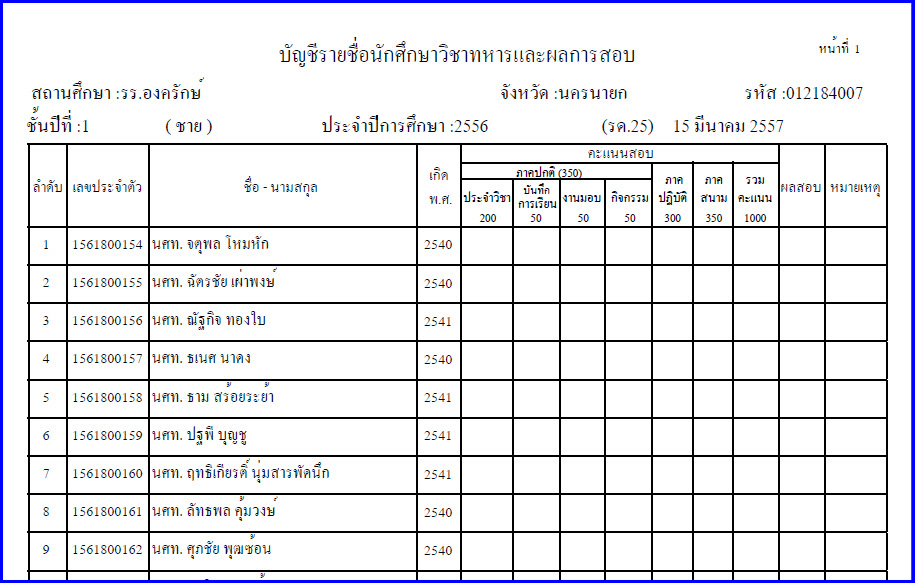 หน้าที่ 1
บัญชีรายชื่อนักศึกษาวิชาทหารและผลการสอบ
สถานศึกษา :รร.องครักษ์ จังหวัด :นครนายก รหัส :012184007
ชั้นปีที่ :1 ( ชาย ) ประจำปีการศึกษา :2556 (รด.25) 15 มีนาคม 2557
ลำดับ เลขประจำตัว ชื่อ - นามสกุล เกิด พ.ศ. คะแนนสอบ ผลสอบ หมายเหตุ
ภาคปกติ (350) ภาคปฏิบัติ ภาคสนาม รวมคะแนน
ประจำวิชา บันทึกการเรียน งานมอบ กิจกรรม
200 50 50 50 300 350 1000
1 1561800154 นศท. จตุพล โหมหัก 2540
2 1561800155 นศท. ฉัตรชัย เผ่าพงษ์ 2540
3 1561800156 นศท. ณัฐกิจ ทองใบ 2541
4 1561800157 นศท. ธเนศ นาดง 2540
5 1561800158 นศท. ธาม สร้อยระย้า 2541
6 1561800159 นศท. ปฐพี บุญชู 2541
7 1561800160 นศท. ฤทธิเกียรติ์ นุ่มสารพัดนึก 2541
8 1561800161 นศท. ลัทธพล คุ้มวงษ์ 2540
9 1561800162 นศท. ศุภชัย พุฒซ้อน 2540